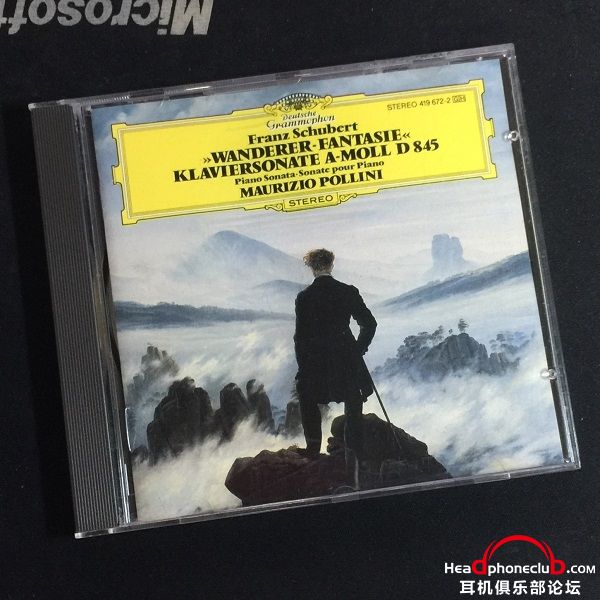 Microsoft
STEREO 419 672-2 GH
Deutsche
Grammophon
Franz Schubert
»WANDERER-FANTASIE«
KLAVIERSONATE A-MOLL D 845
Piano Sonata·Sonate pour Piano
MAURIZIO POLLINI
STEREO
Headphoneclub.com
耳机俱乐部论坛